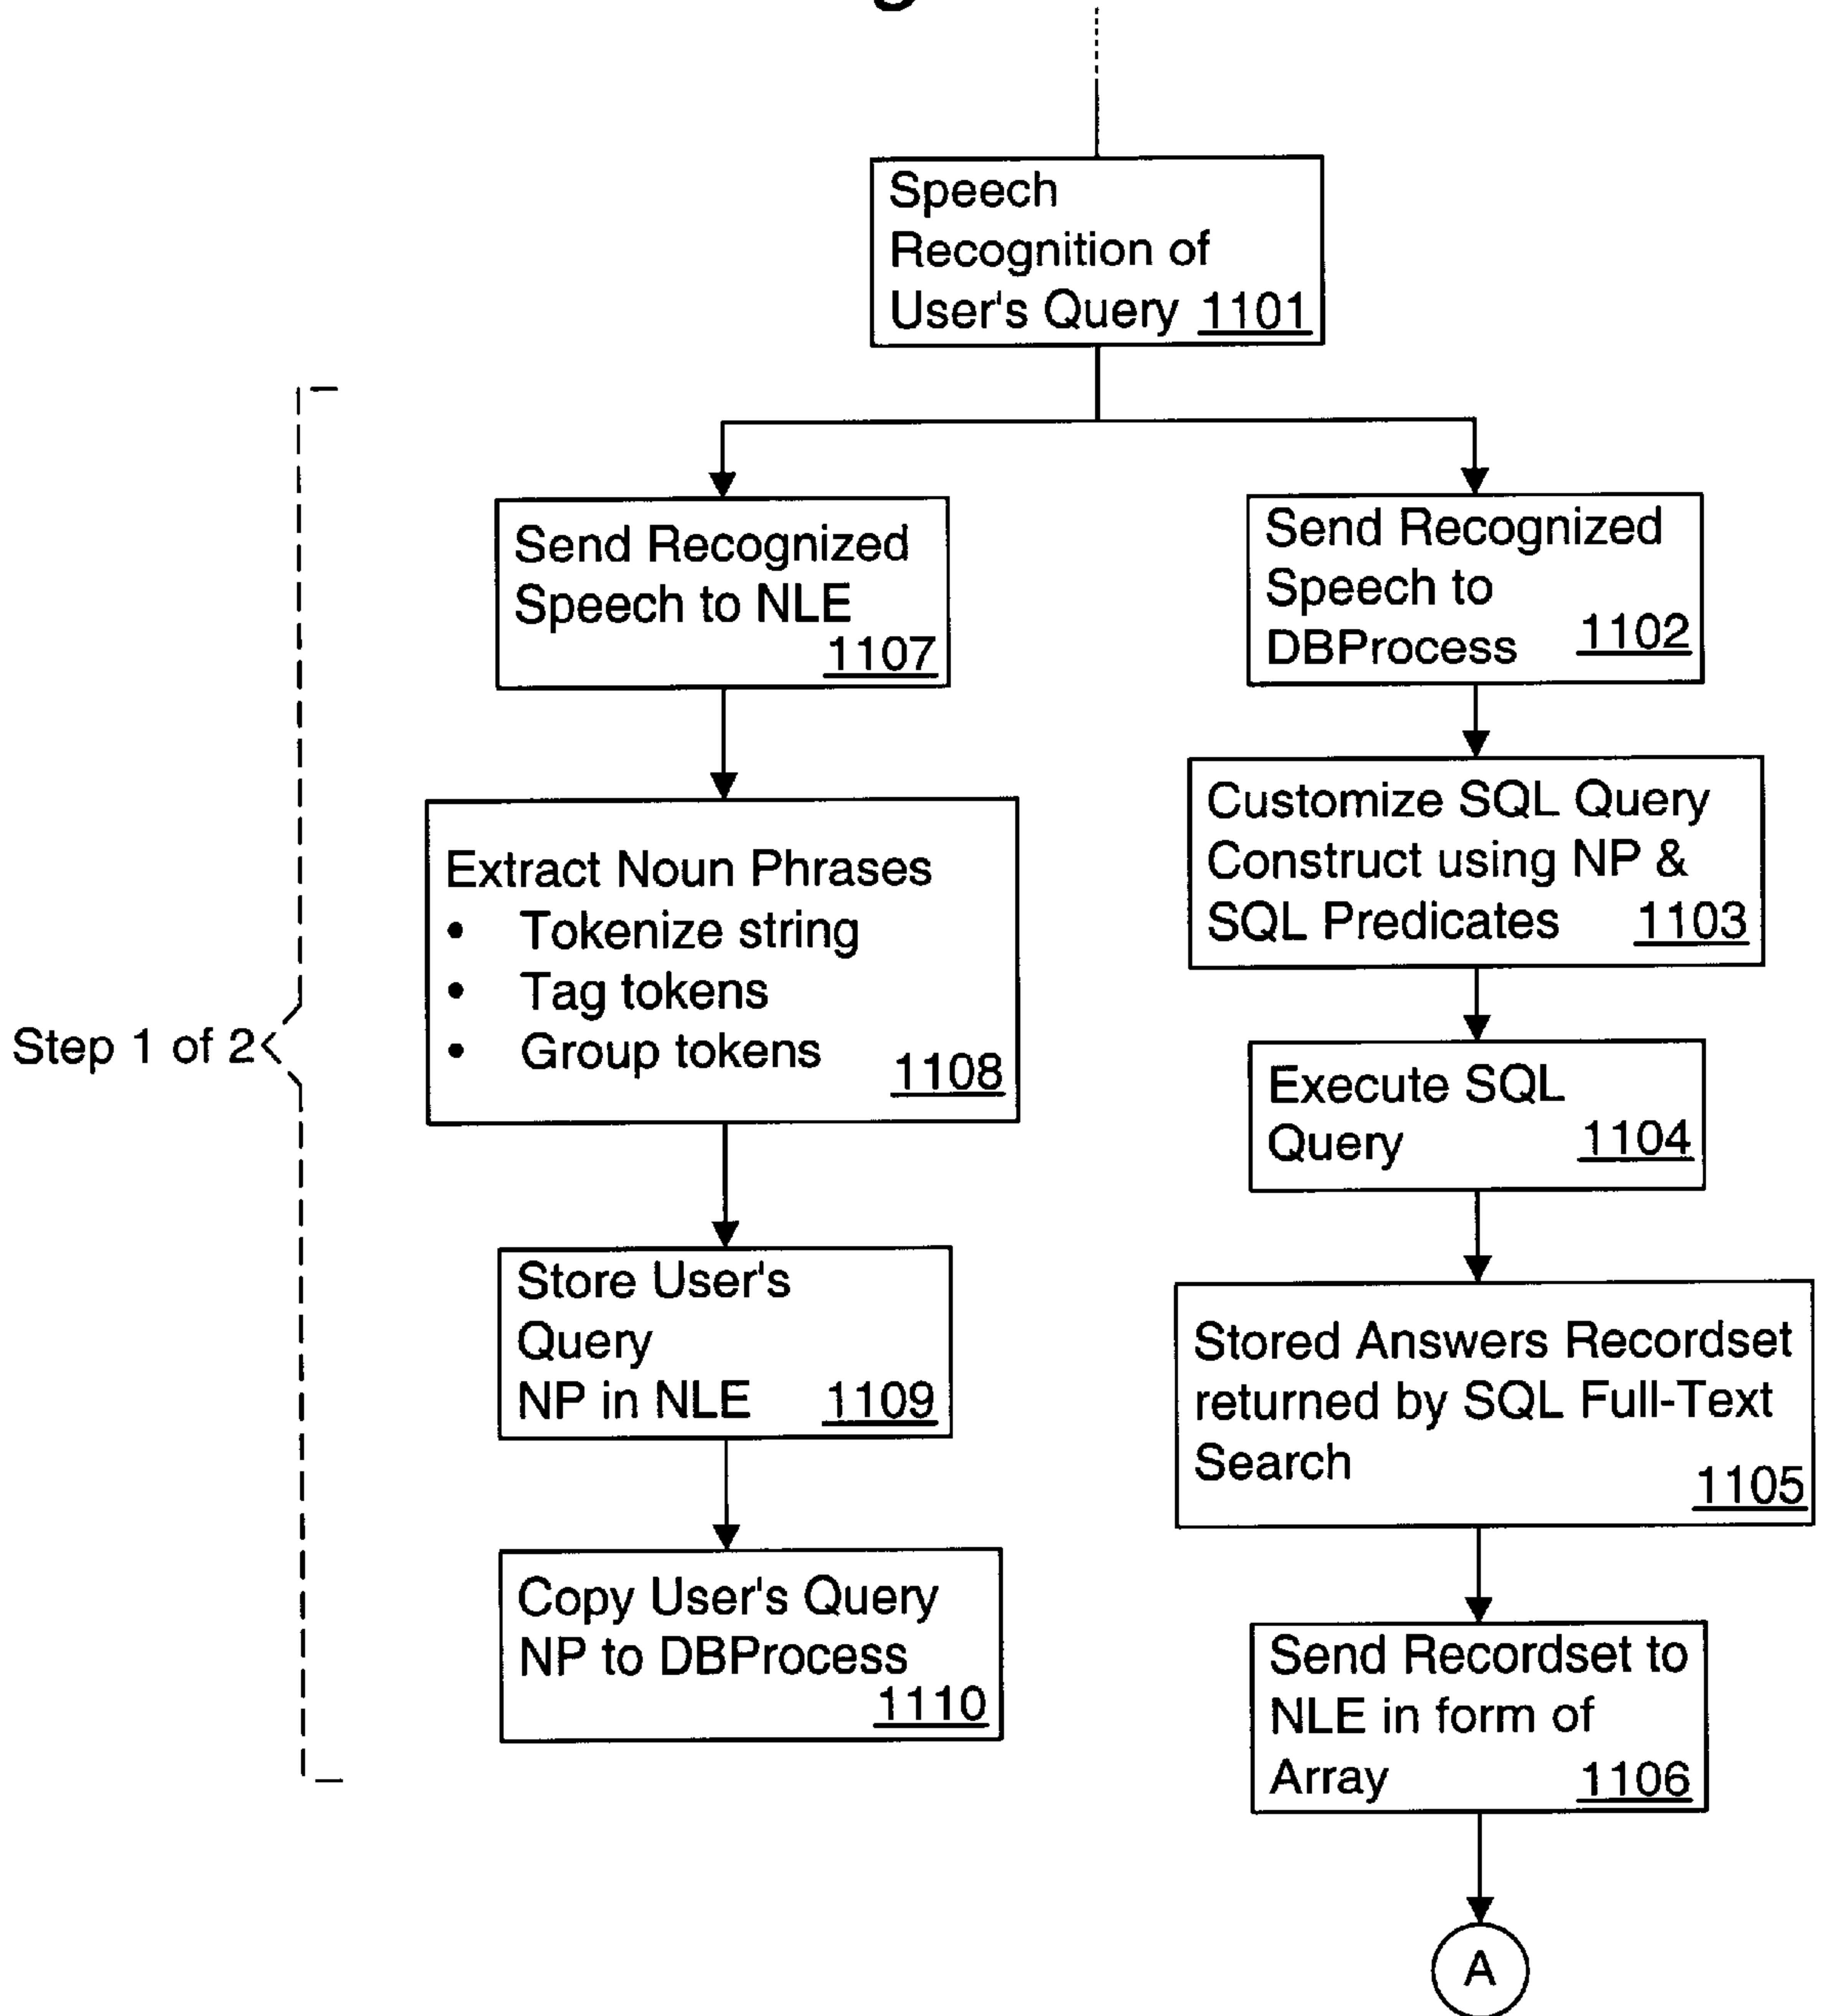 Speech
Recognition of
User's Query 1101
Send Recognized
Speech to NLE
1107
Send Recognized
Speech to
DBProcess 1102
Extract Noun Phrases
• Tokenize string
• Tag tokens
• Group tokens
1108
Customize SQL Query
Construct using NP &
SQL Predicates 1103
Step 1 of 2
Execute SQL
Query 1104
Store User's
Query
NP in NLE 1109
Stored Answers Recordset
returned by SQL Full-Text
Search
1105
Copy User's Query
NP to DBProcess
1110
Send Recordset to
NLE in form of
Array 1106
A